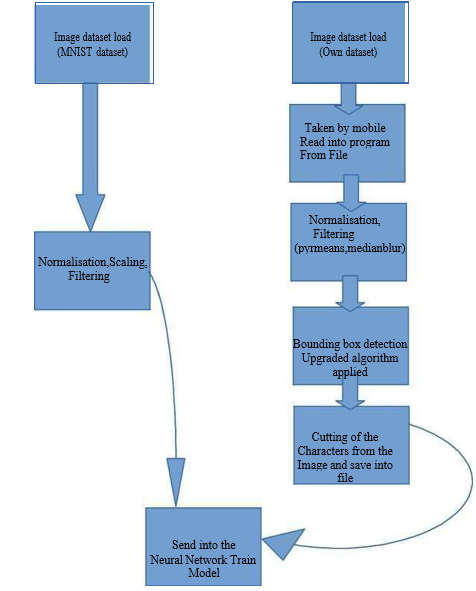 Image dataset load
(MNIST dataset)
Image dataset load
(Own dataset)
Taken by mobile
Read into program
From File
Normalisation,
Filtering
(pyrmeans,medianblur)
Normalisation,Scaling,
Filtering
Bounding box detection
Upgraded algorithm
applied
Cutting of the
Characters from the
Image and save into
file
Send into the
Neural Network Train
Model